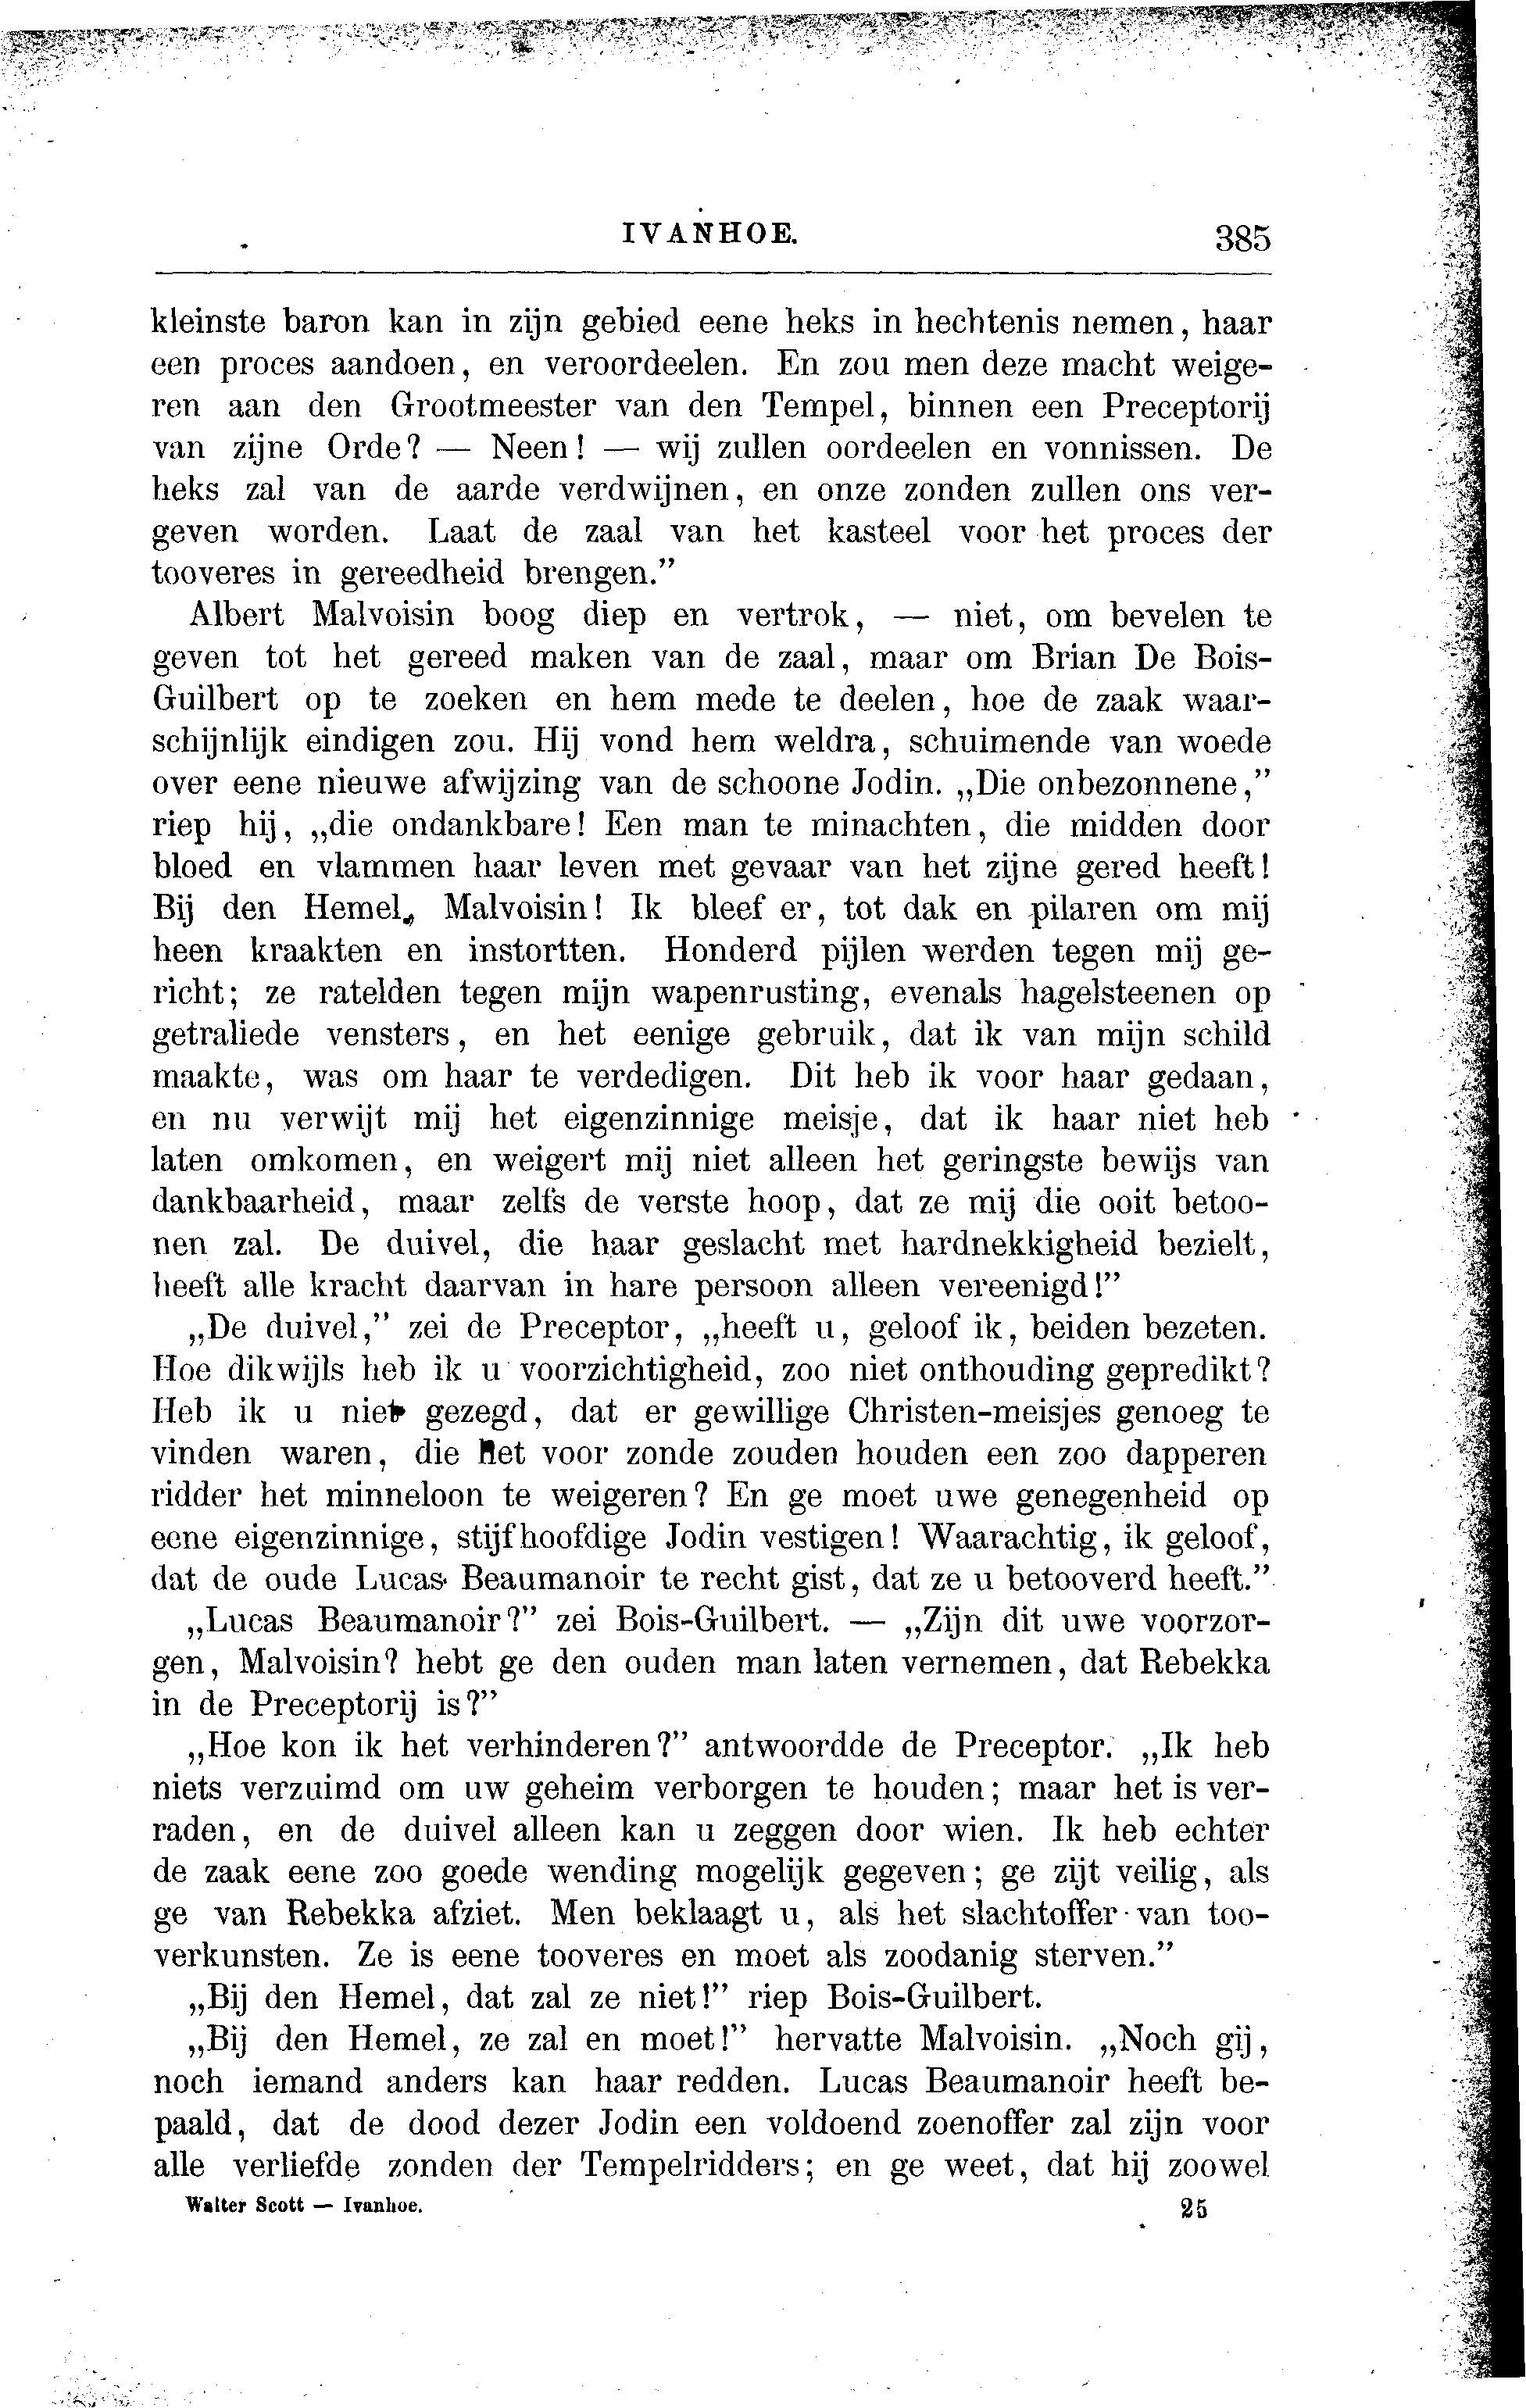 IVANHOE. 385
kleinste baron kan in zijn gebied eene heks in hechtenis nemen, haar
een proces aandoen, en veroordeelen. En zou men deze macht weige-
ren aan den Grootmeester van den Tempel, binnen een Preceptorij
van zijne Orde? — Neen! — wij zullen oordeelen en vonnissen. De
heks zal van de aarde verdwijnen, en onze zonden zullen ons ver-
geven worden. Laat de zaal van het kasteel voor het proces der
tooveres in gereedheid brengen.”
Albert Malvoisin boog diep en vertrok, — niet, om bevelen te
geven tot het gereed maken van de zaal, maar om Brian De Bois-
Guilbert op te zoeken en hem mede te deelen, hoe de zaak waar-
schijnlijk eindigen zou. Hij vond hem weldra, schuimende van woede
over eene nieuwe afwijzing van de schoone Jodin. „Die onbezonnene,”
riep hij, „die ondankbare! Een man te minachten, die midden door
bloed en vlammen haar leven met gevaar van het zijne gered heeft!
Bij den Hemel, Malvoisin! Ik bleef er, tot dak en pilaren om mij
heen kraakten en instortten. Honderd pijlen werden tegen mij ge-
richt; ze ratelden tegen mijn wapenrusting, evenals hagelsteenen op
getraliede vensters, en het eenige gebruik, dat ik van mijn schild
maakte, was om haar te verdedigen. Dit heb ik voor haar gedaan,
en nu verwijt mij het eigenzinnige meisje, dat ik haar niet heb
laten omkomen, en weigert mij niet alleen het geringste bewijs van
dankbaarheid, maar zelfs de verste hoop, dat ze mij die ooit betoo-
nen zal. De duivel, die haar geslacht met hardnekkigheid bezielt,
heeft alle kracht daarvan in hare persoon alleen vereenigd!”
„De duivel,” zei de Preceptor, „heeft u, geloof ik, beiden bezeten.
Hoe dikwijls heb ik u voorzichtigheid, zoo niet onthouding gepredikt?
Heb ik u niet gezegd, dat er gewillige Christen-meisjes genoeg te
vinden waren, die het voor zonde zouden houden een zoo dapperen
ridder het minneloon te weigeren? En ge moet uwe genegenheid op
eene eigenzinnige, stijfhoofdige Jodin vestigen! Waarachtig, ik geloof,
dat de oude Lucas Beaumanoir te recht gist, dat ze u betooverd heeft.”
„Lucas Beaumanoir?” zei Bois-Guilbert. — „Zijn dit uwe voorzor-
gen, Malvoisin? hebt ge den ouden man laten vernemen, dat Rebekka
in de Preceptorij is?”
„Hoe kon ik het verhinderen?” antwoordde de Preceptor. „Ik heb
niets verzuimd om uw geheim verborgen te houden; maar het is ver-
raden, en de duivel alleen kan u zeggen door wien. Ik heb echter
de zaak eene zoo goede wending mogelijk gegeven; ge zijt veilig, als
ge van Rebekka afziet. Men beklaagt u, als het slachtoffer van too-
verkunsten. Ze is eene tooveres en moet als zoodanig sterven.”
„Bij den Hemel, dat zal ze niet!” riep Bois-Guilbert.
„Bij den Hemel, ze zal en moet!” hervatte Malvoisin. „Noch gij,
noch iemand anders kan haar redden. Lucas Beaumanoir heeft be-
paald, dat de dood dezer Jodin een voldoend zoenoffer zal zijn voor
alle verliefde zonden der Tempelridders; en ge weet, dat hij zoowel
Walter Scott — Ivanhoe. 25